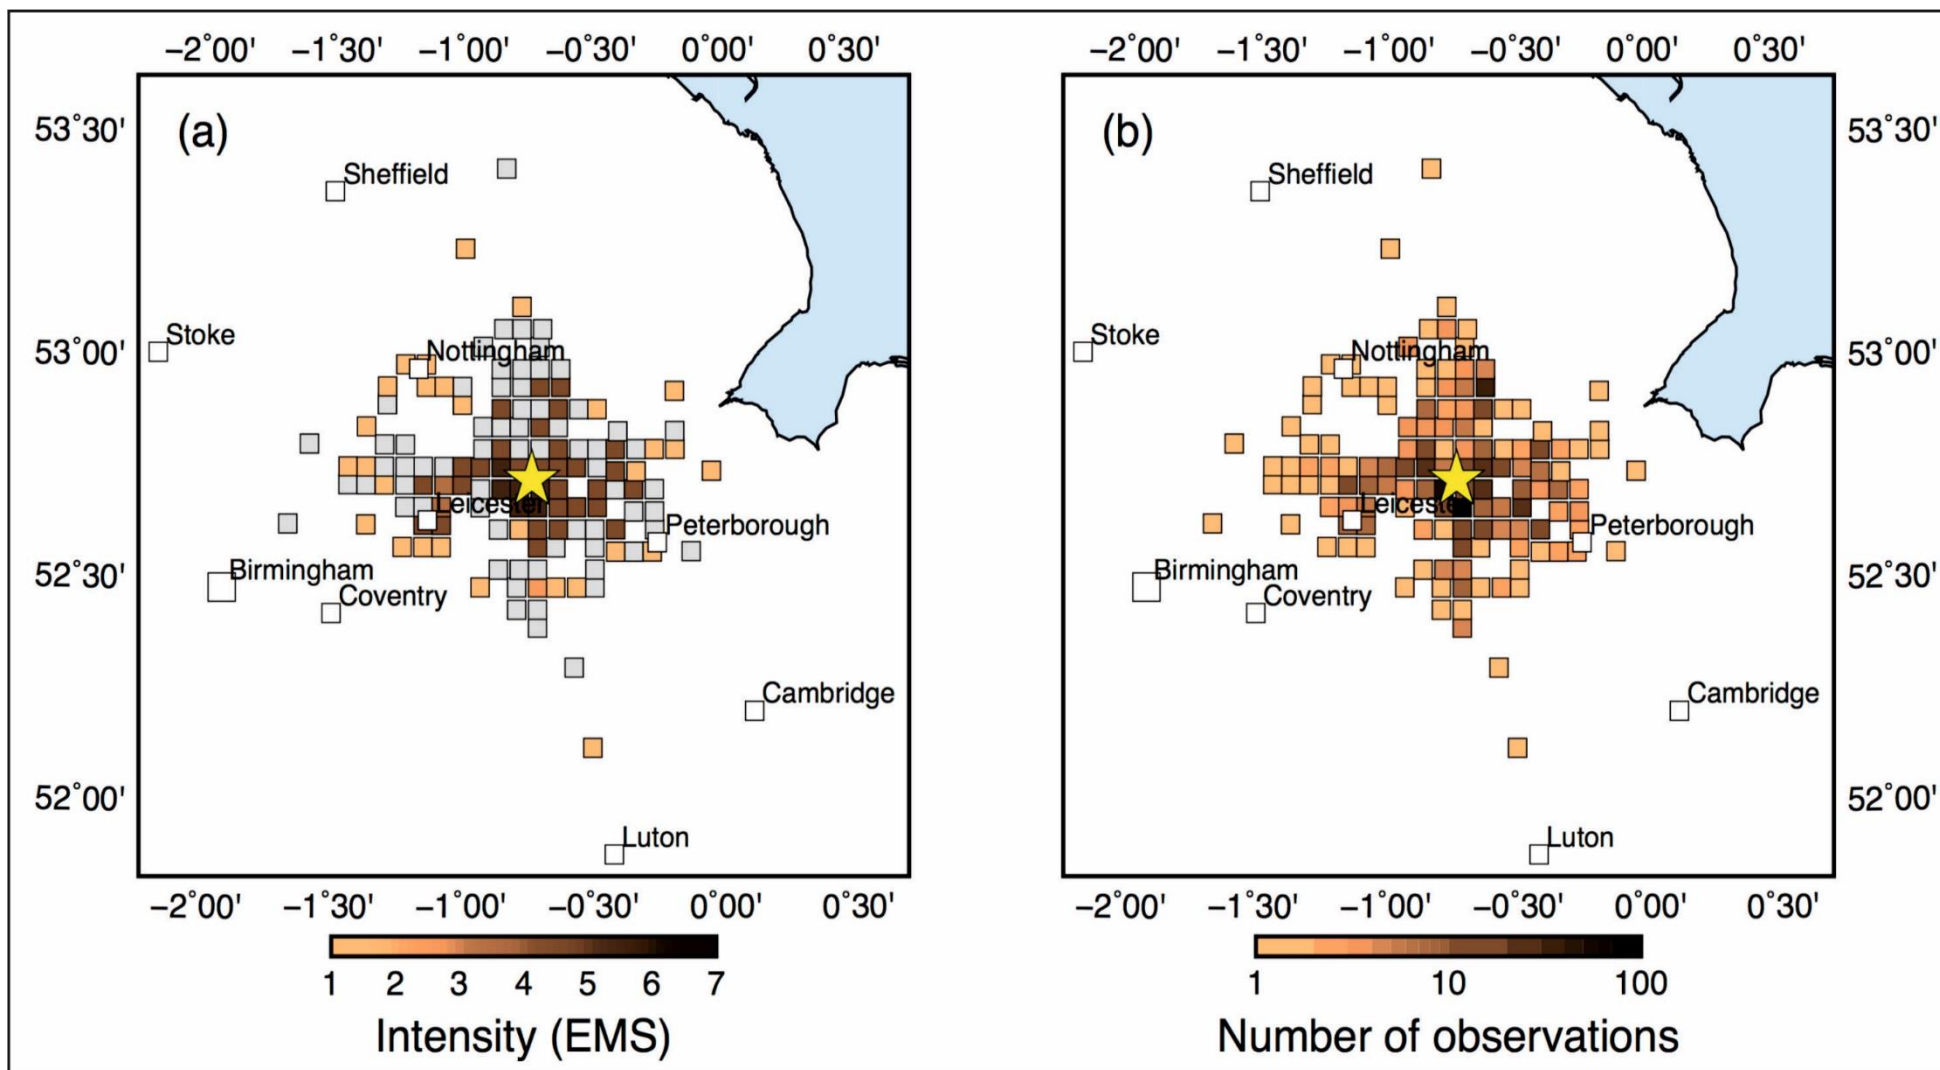 −2˚00' −1˚30' −1˚00' −0˚30' 0˚00' 0˚30'
(a)
53˚30'
Sheffield
Stoke
53˚00'
Nottingham
Leicester
Peterborough
52˚30'
Birmingham
Coventry
Cambridge
52˚00'
Luton
−2˚00' −1˚30' −1˚00' −0˚30' 0˚00' 0˚30'
1 2 3 4 5 6 7
Intensity (EMS)
−2˚00' −1˚30' −1˚00' −0˚30' 0˚00' 0˚30'
(b)
53˚30'
Sheffield
Stoke
53˚00'
Nottingham
Leicester
Peterborough
52˚30'
Birmingham
Coventry
Cambridge
52˚00'
Luton
−2˚00' −1˚30' −1˚00' −0˚30' 0˚00' 0˚30'
1 10 100
Number of observations